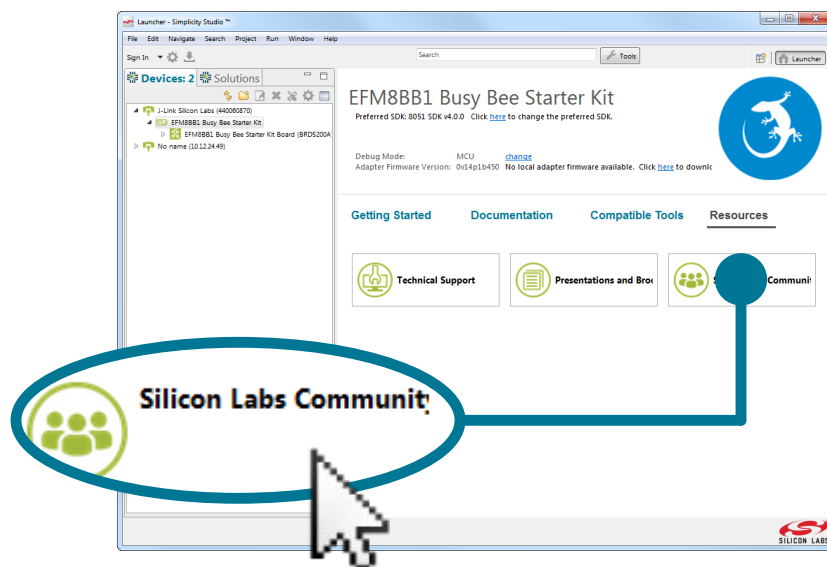 Launcher - Simplicity Studio ™
File Edit Navigate Search Project Run Window Help
Sign In
Search
Tools
Launcher
Devices: 2
Solutions
J-Link Silicon Labs (440060870)
EFM8BB1 Busy Bee Starter Kit
EFM8BB1 Busy Bee Starter Kit Board (BRD5200A
No name (10.12.24.49)
EFM8BB1 Busy Bee Starter Kit
Preferred SDK: 8051 SDK v4.0.0 Click here to change the preferred SDK.
Debug Mode: MCU change
Adapter Firmware Version: 0v14p1b450 No local adapter firmware available. Click here to downlc
Getting Started Documentation Compatible Tools Resources
Technical Support
Presentations and Broc
S Communit
Silicon Labs Community
SILICON LABS